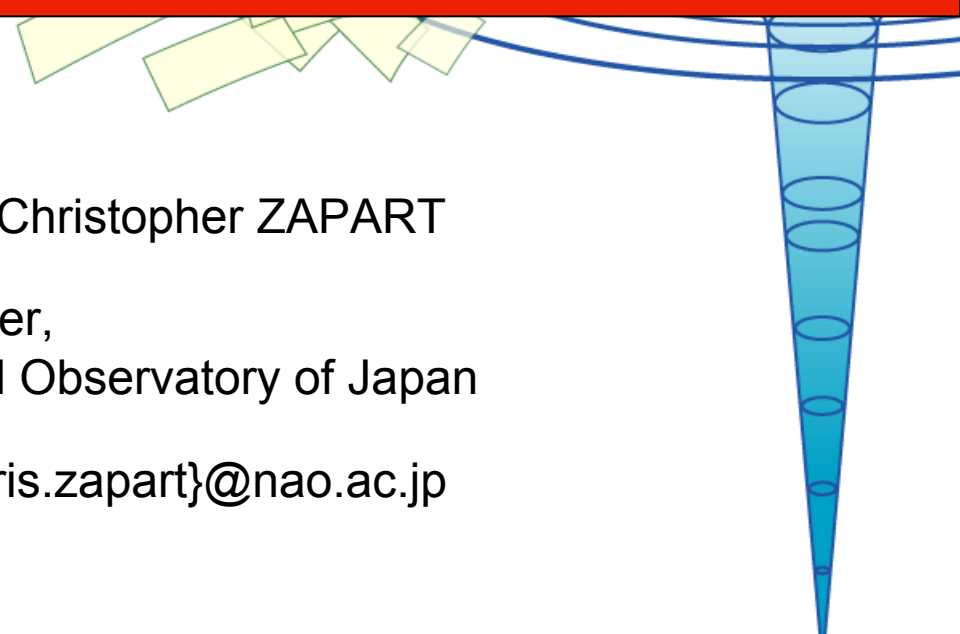 Christopher ZAPART
er,
l Observatory of Japan
ris.zapart}@nao.ac.jp